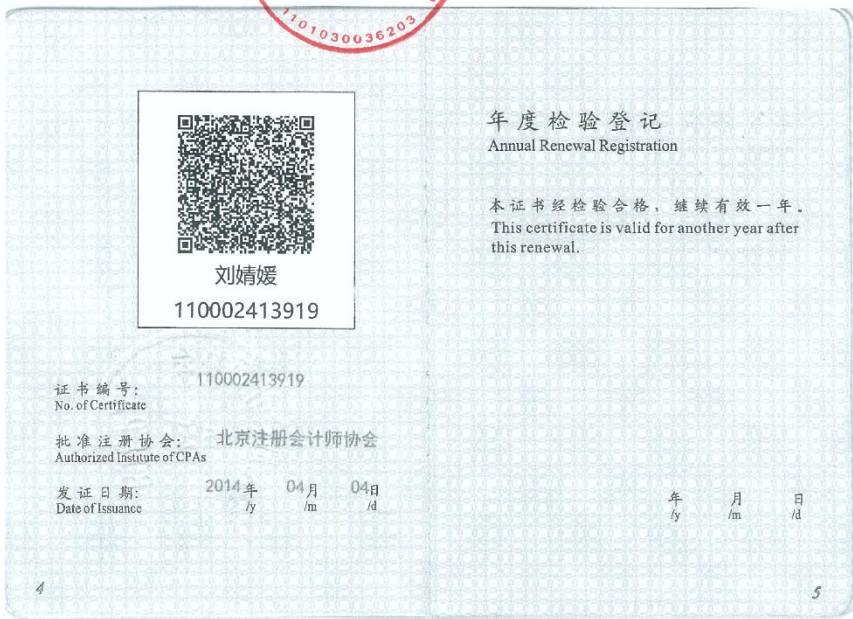 1101030036203
刘婧媛
110002413919
证书编号: 110002413919
No. of Certificate
批准注册协会: 北京注册会计师协会
Authorized Institute of CPAs
发证日期: 2014年 04月 04日
Date of Issuance /y /m /d
4
年度检验登记
Annual Renewal Registration
本证书经检验合格，继续有效一年。
This certificate is valid for another year after
this renewal.
年 月 日
/y /m /d
5